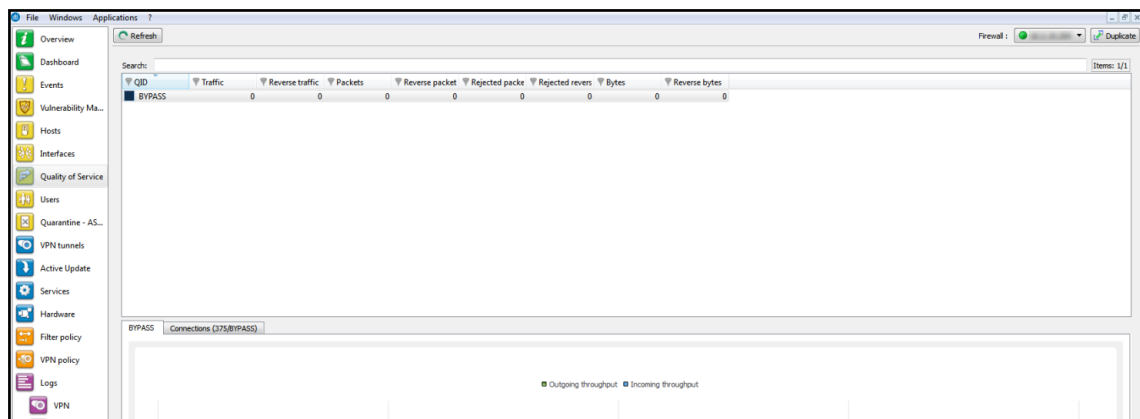 File Windows Applications ?
Overview
Refresh
Firewall :
Duplicate
Dashboard
Search:
Items: 1/1
Events
QID Traffic Reverse traffic Packets Reverse packet Rejected packe Rejected revers Bytes Reverse bytes
BYPASS 0 0 0 0 0 0 0 0
Vulnerability Ma...
Hosts
Interfaces
Quality of Service
Users
Quarantine - AS...
VPN tunnels
Active Update
Services
Hardware
BYPASS Connections (375/BYPASS)
Filter policy
VPN policy
Logs
Outgoing throughput Incoming throughput
VPN